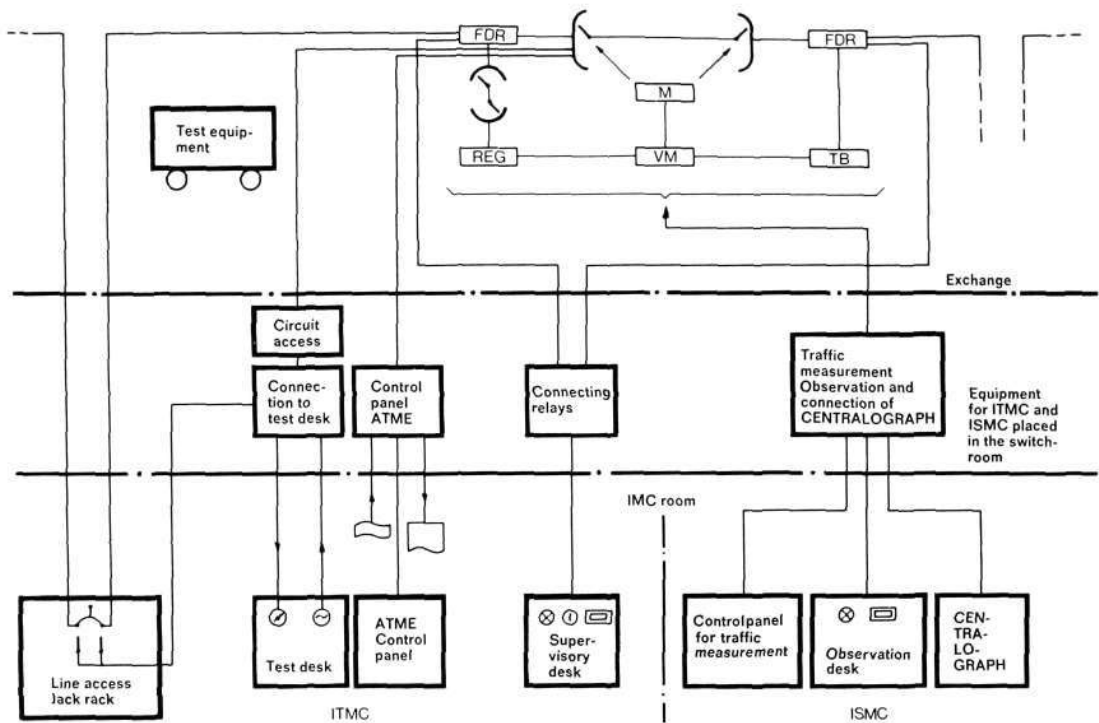 FDR
FDR
M
Test equip-
ment
REG
VM
TB
Exchange
Circuit
access
Connec-
tion to
test desk
Control
panel
ATME
Connecting
relays
Traffic
measurement
Observation and
connection of
CENTRALOGRAPH
Equipment
for ITMC and
ISMC placed
in the switch-
room
IMC room
Line access
Jack rack
Test desk
ATME
Control
panel
Super-
visory
desk
Controlpanel
for traffic
measurement
Observation
desk
CEN-
TRA-
LO-
GRAPH
ITMC
ISMC